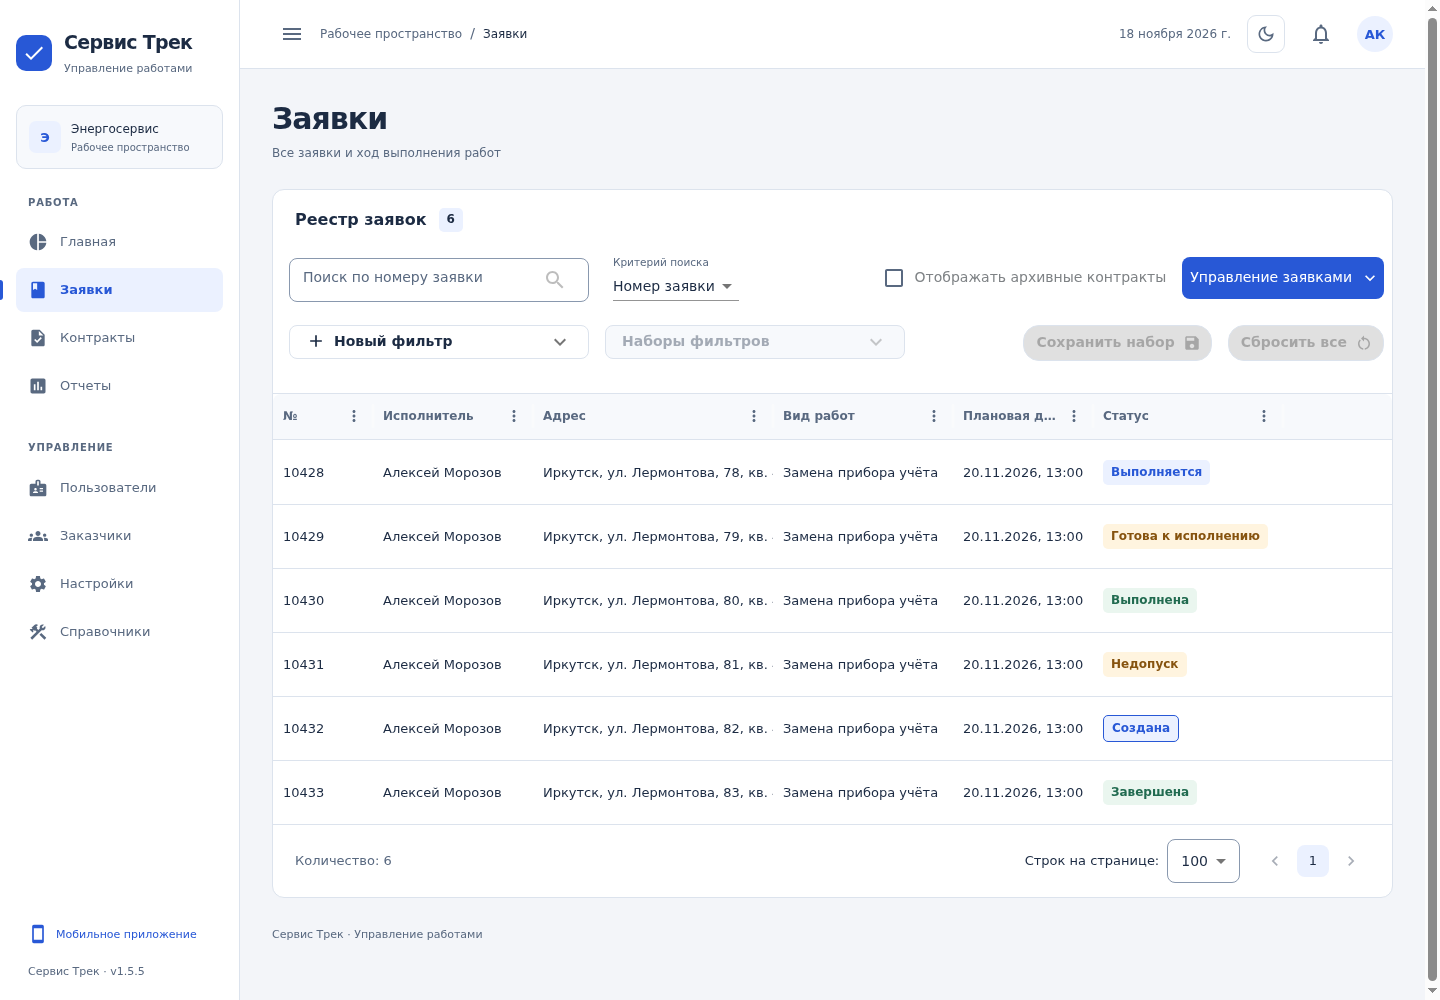 Сервис Трек
Управление работами
Э
Энергосервис
Рабочее пространство
РАБОТА
Главная
Заявки
Контракты
Отчеты
УПРАВЛЕНИЕ
Пользователи
Заказчики
Настройки
Справочники
Мобильное приложение
Сервис Трек · v1.5.5
Рабочее пространство / Заявки
18 ноября 2026 г.
АК
Заявки
Все заявки и ход выполнения работ
Реестр заявок 6
Поиск по номеру заявки
Критерий поиска
Номер заявки
Отображать архивные контракты
Управление заявками
Новый фильтр
Наборы фильтров
Сохранить набор
Сбросить все
№ Исполнитель Адрес Вид работ Плановая д... Статус
10428 Алексей Морозов Иркутск, ул. Лермонтова, 78, кв. Замена прибора учёта 20.11.2026, 13:00 Выполняется
10429 Алексей Морозов Иркутск, ул. Лермонтова, 79, кв. Замена прибора учёта 20.11.2026, 13:00 Готова к исполнению
10430 Алексей Морозов Иркутск, ул. Лермонтова, 80, кв. Замена прибора учёта 20.11.2026, 13:00 Выполнена
10431 Алексей Морозов Иркутск, ул. Лермонтова, 81, кв. Замена прибора учёта 20.11.2026, 13:00 Недопуск
10432 Алексей Морозов Иркутск, ул. Лермонтова, 82, кв. Замена прибора учёта 20.11.2026, 13:00 Создана
10433 Алексей Морозов Иркутск, ул. Лермонтова, 83, кв. Замена прибора учёта 20.11.2026, 13:00 Завершена
Количество: 6
Строк на странице: 100
1
Сервис Трек · Управление работами